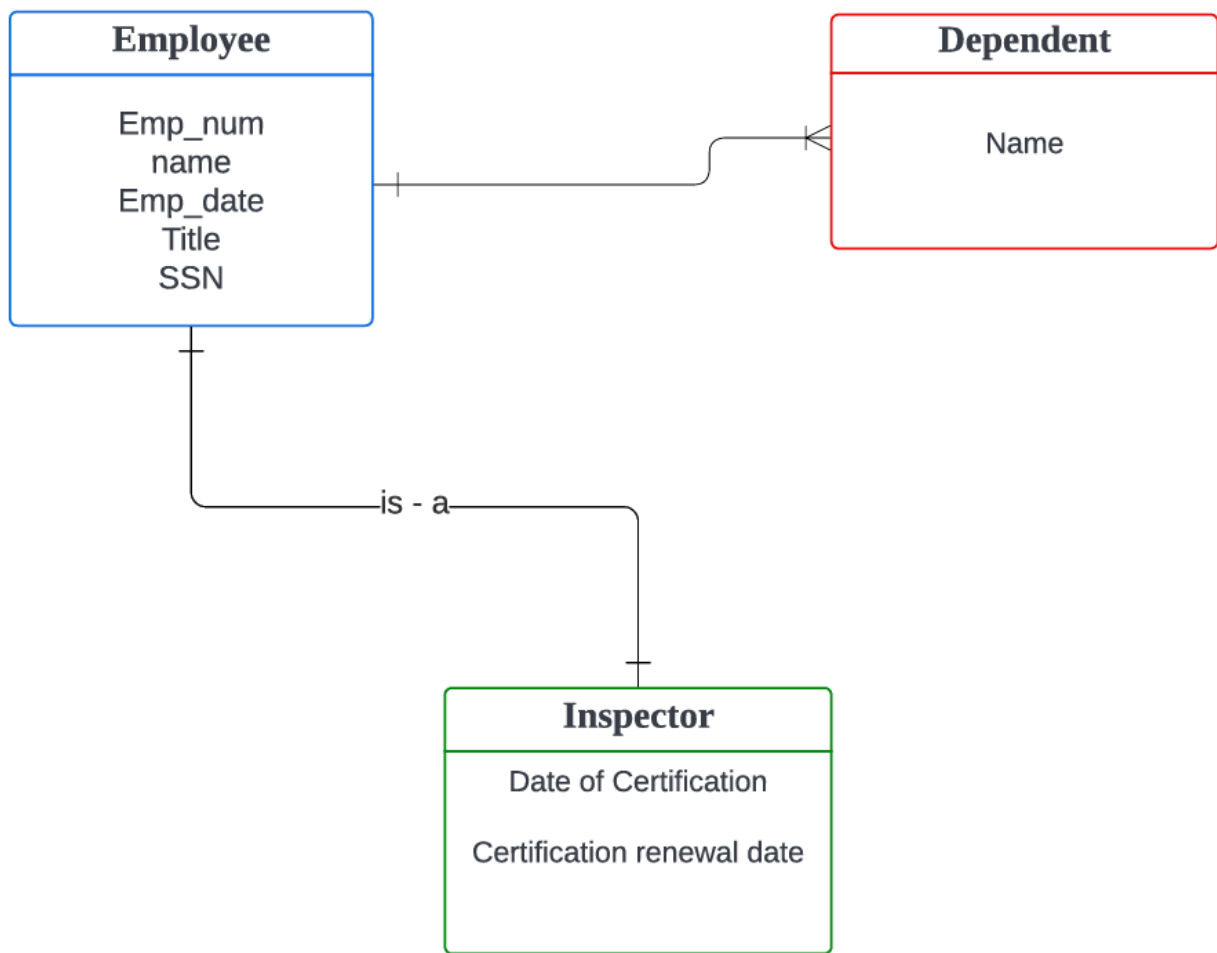 Employee
Emp_num
name
Emp_date
Title
SSN
Dependent
Name
is - a
Inspector
Date of Certification
Certification renewal date